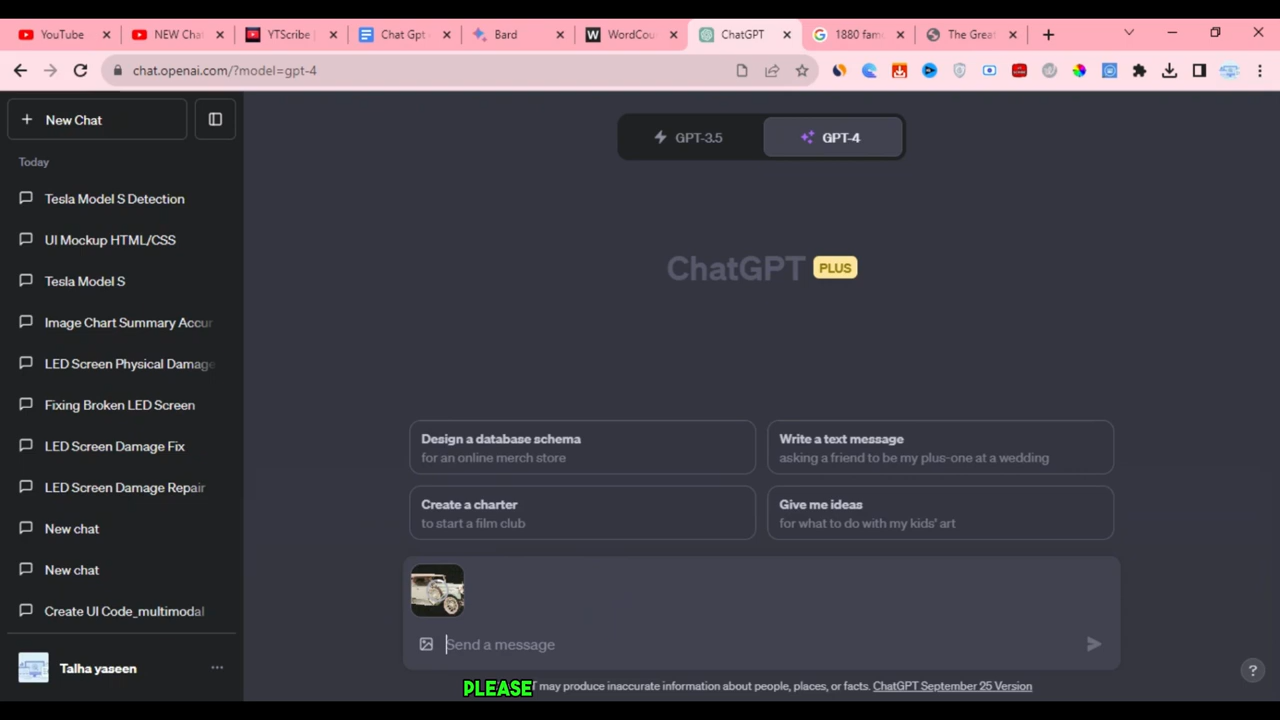 YouTube
NEW Cha
YTScribe
Chat Gpt
Bard
WordCou
ChatGPT
1880 fam
The Grea
chat.openai.com/?model=gpt-4
New Chat
Today
Tesla Model S Detection
UI Mockup HTML/CSS
Tesla Model S
Image Chart Summary Accur
LED Screen Physical Damage
Fixing Broken LED Screen
LED Screen Damage Fix
LED Screen Damage Repair
New chat
New chat
Create UI Code_multimodal
Talha yaseen
GPT-3.5
GPT-4
ChatGPT PLUS
Design a database schema
for an online merch store
Write a text message
asking a friend to be my plus-one at a wedding
Create a charter
to start a film club
Give me ideas
for what to do with my kids' art
Send a message
PLEASE
T may produce inaccurate information about people, places, or facts. ChatGPT September 25 Version
?